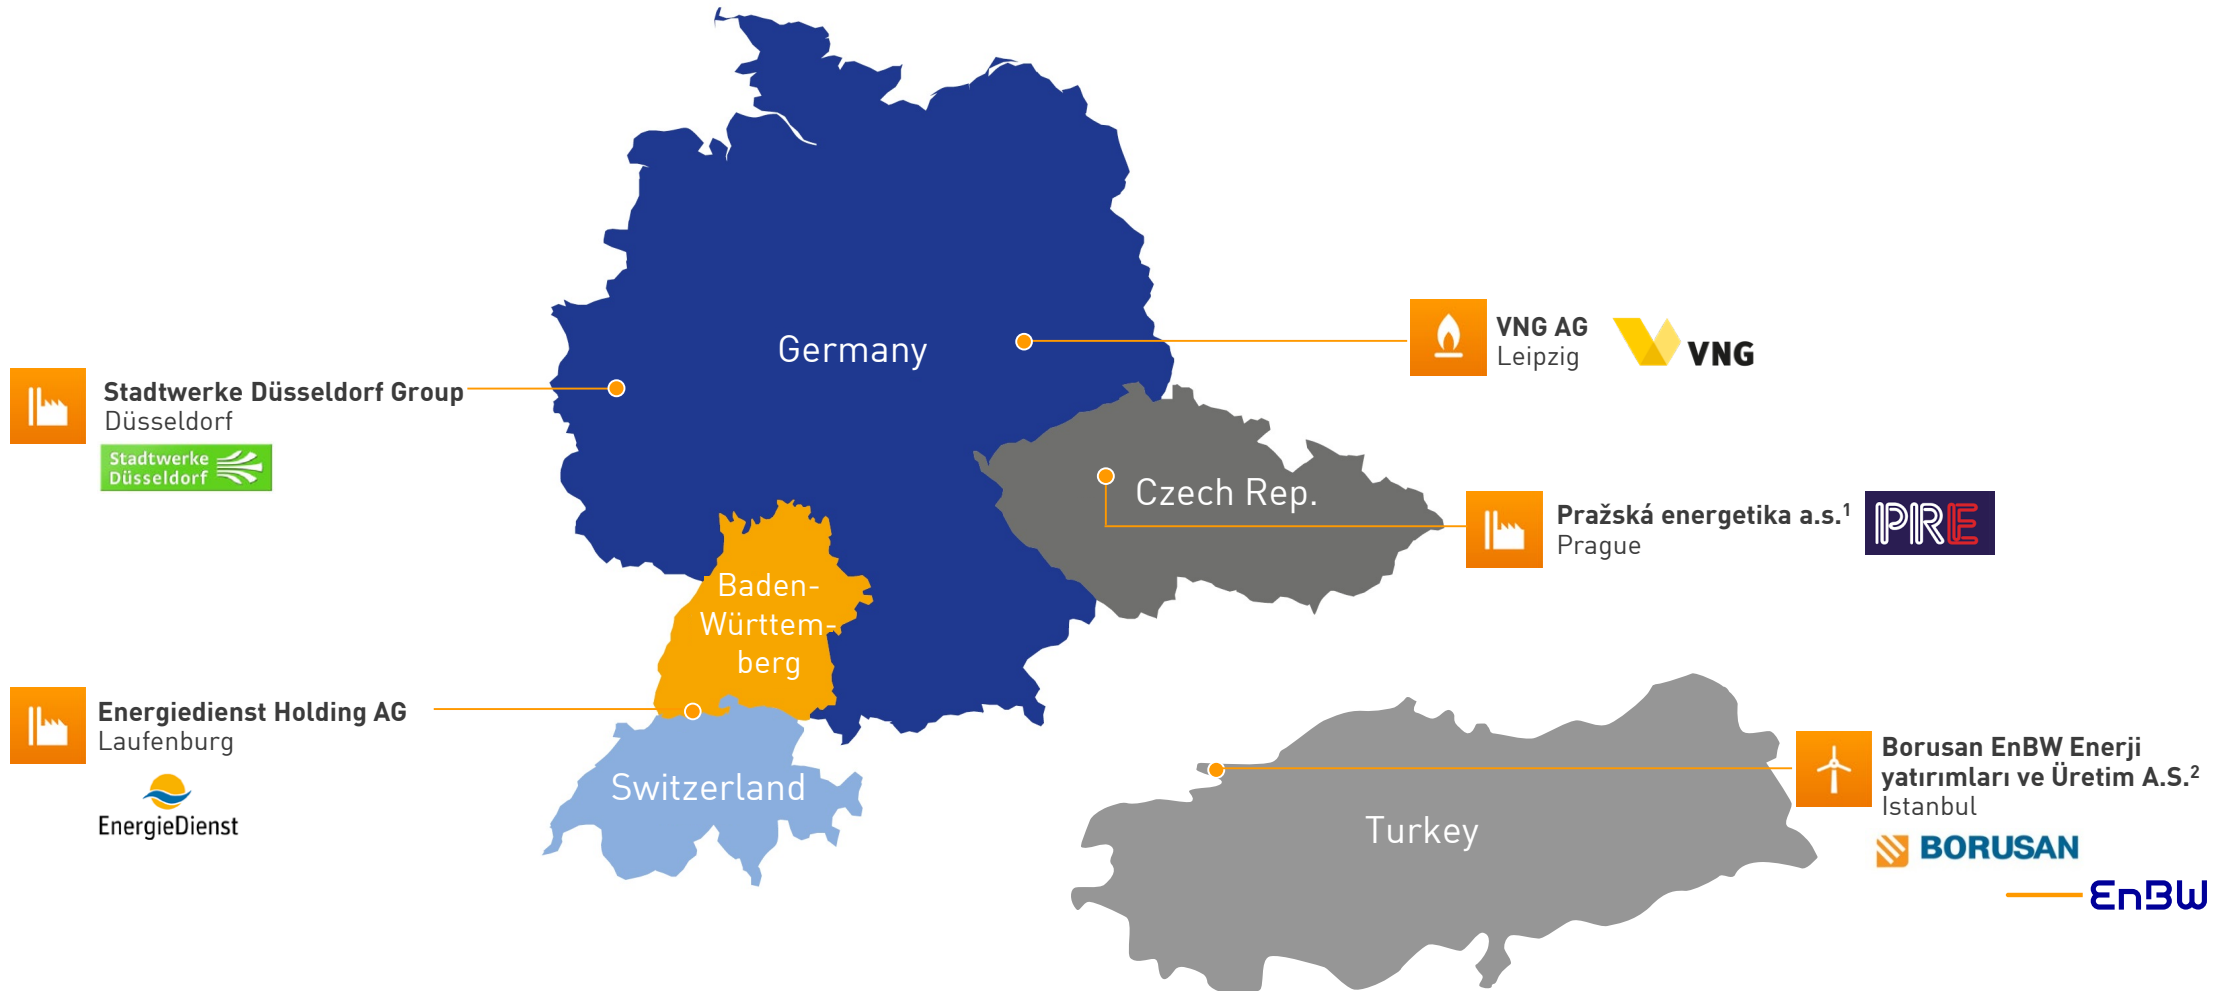 Germany
VNG AG
Leipzig
VNG
Stadtwerke Düsseldorf Group
Düsseldorf
Stadtwerke
Düsseldorf
Czech Rep.
Pražská energetika a.s.¹
Prague
PRE
Baden-
Württem-
berg
Energiedienst Holding AG
Laufenburg
EnergieDienst
Switzerland
Turkey
Borusan EnBW Enerji
yatırımları ve Üretim A.S.²
Istanbul
BORUSAN
EnBW